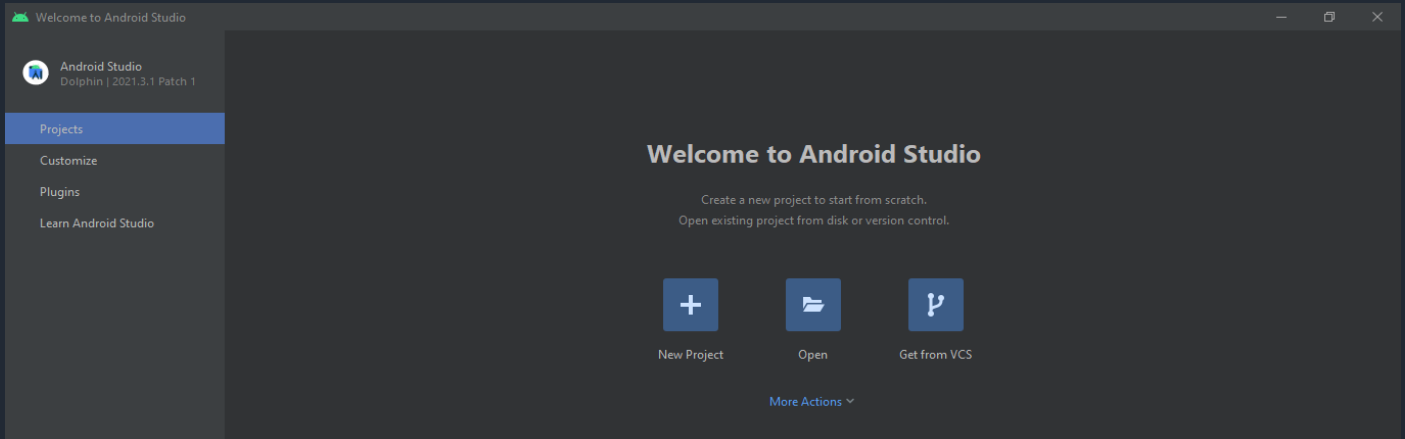 Welcome to Android Studio
Android Studio
Dolphin | 2021.3.1 Patch 1
Projects
Customize
Plugins
Learn Android Studio
Welcome to Android Studio
Create a new project to start from scratch.
Open existing project from disk or version control.
New Project
Open
Get from VCS
More Actions